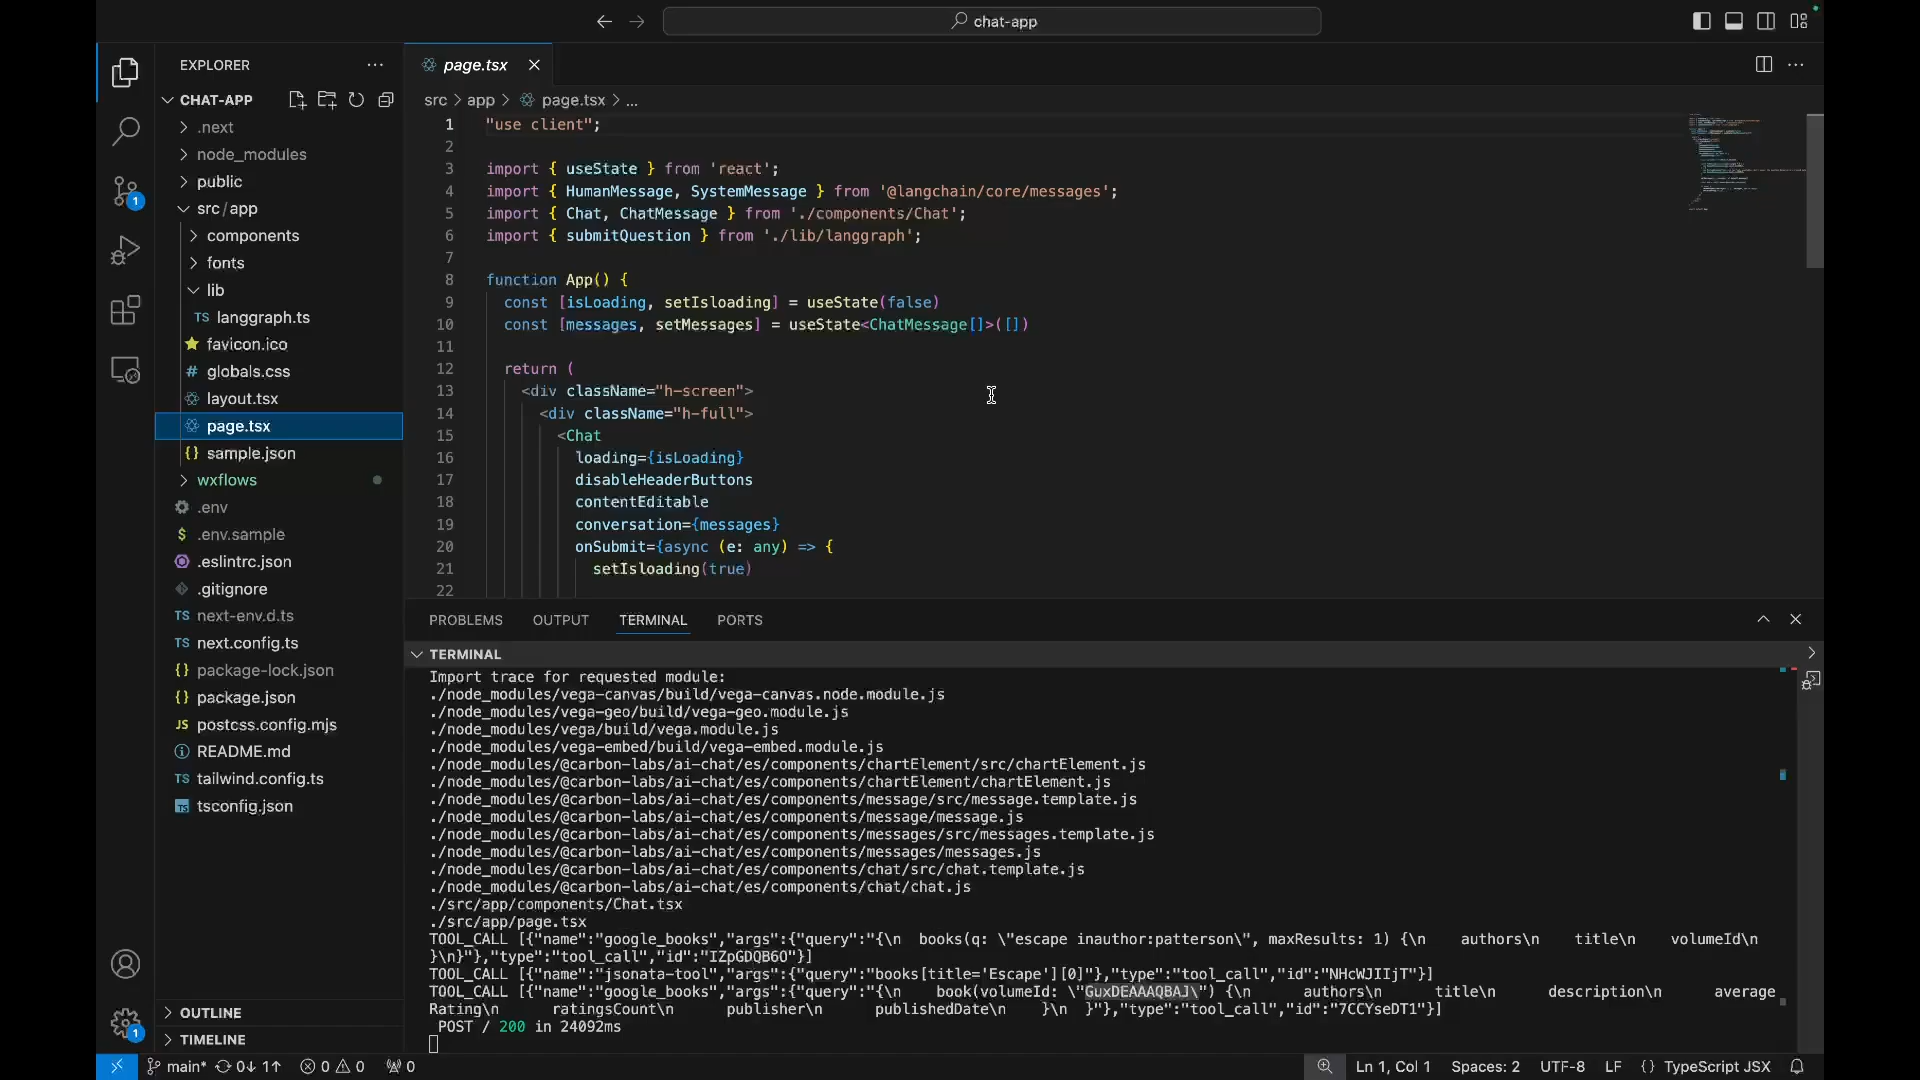 chat-app
EXPLORER
CHAT-APP
.next
node_modules
public
src/app
components
fonts
lib
TS langgraph.ts
favicon.ico
# globals.css
layout.tsx
page.tsx
{} sample.json
wxflows
.env
$ .env.sample
.eslintrc.json
.gitignore
TS next-env.d.ts
TS next.config.ts
{} package-lock.json
{} package.json
JS postcss.config.mjs
README.md
TS tailwind.config.ts
TS tsconfig.json
OUTLINE
TIMELINE
1
1
page.tsx
src > app > page.tsx > ...
1 "use client";
2
3 import { useState } from 'react';
4 import { HumanMessage, SystemMessage } from '@langchain/core/messages';
5 import { Chat, ChatMessage } from './components/Chat';
6 import { submitQuestion } from './lib/langgraph';
7
8 function App() {
9 const [isLoading, setIsloading] = useState(false)
10 const [messages, setMessages] = useState<ChatMessage[]>([])
11
12 return (
13 <div className="h-screen">
14 <div className="h-full">
15 <Chat
16 loading={isLoading}
17 disableHeaderButtons
18 contentEditable
19 conversation={messages}
20 onSubmit={async (e: any) => {
21 setIsloading(true)
22
PROBLEMS OUTPUT TERMINAL PORTS
TERMINAL
Import trace for requested module:
./node_modules/vega-canvas/build/vega-canvas.node.module.js
./node_modules/vega-geo/build/vega-geo.module.js
./node_modules/vega/build/vega.module.js
./node_modules/vega-embed/build/vega-embed.module.js
./node_modules/@carbon-labs/ai-chat/es/components/chartElement/src/chartElement.js
./node_modules/@carbon-labs/ai-chat/es/components/chartElement/chartElement.js
./node_modules/@carbon-labs/ai-chat/es/components/message/src/message.template.js
./node_modules/@carbon-labs/ai-chat/es/components/message/message.js
./node_modules/@carbon-labs/ai-chat/es/components/messages/src/messages.template.js
./node_modules/@carbon-labs/ai-chat/es/components/messages/messages.js
./node_modules/@carbon-labs/ai-chat/es/components/chat/src/chat.template.js
./node_modules/@carbon-labs/ai-chat/es/components/chat/chat.js
./src/app/components/Chat.tsx
./src/app/page.tsx
TOOL_CALL [{"name":"google_books","args":{"query":"{\n books(q: \"escape inauthor:patterson\", maxResults: 1) {\n authors\n title\n volumeId\n
}\n}"},"type":"tool_call","id":"IZpGDQB6O"}]
TOOL_CALL [{"name":"jsonata-tool","args":{"query":"books[title='Escape'][0]"},"type":"tool_call","id":"NHcWJIIjT"}]
TOOL_CALL [{"name":"google_books","args":{"query":"{\n book(volumeId: \"GuxDEAAAQBAJ\") {\n authors\n title\n description\n average
Rating\n ratingsCount\n publisher\n publishedDate\n }\n }"},"type":"tool_call","id":"7CCYseDT1"}]
POST / 200 in 24092ms
main* 0↓ 1↑ 0 0 0
Ln 1, Col 1 Spaces: 2 UTF-8 LF {} TypeScript JSX